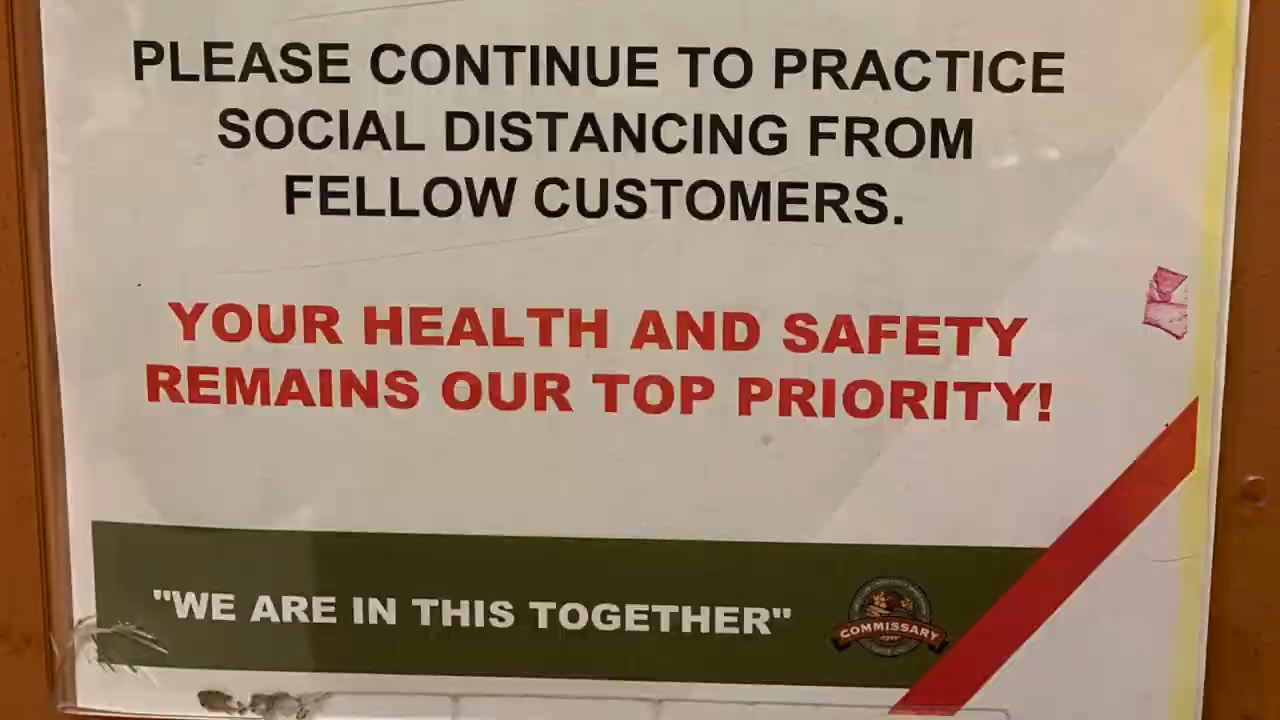 PLEASE CONTINUE TO PRACTICE
SOCIAL DISTANCING FROM
FELLOW CUSTOMERS.
YOUR HEALTH AND SAFETY
REMAINS OUR TOP PRIORITY!
"WE ARE IN THIS TOGETHER"
COMMISSARY